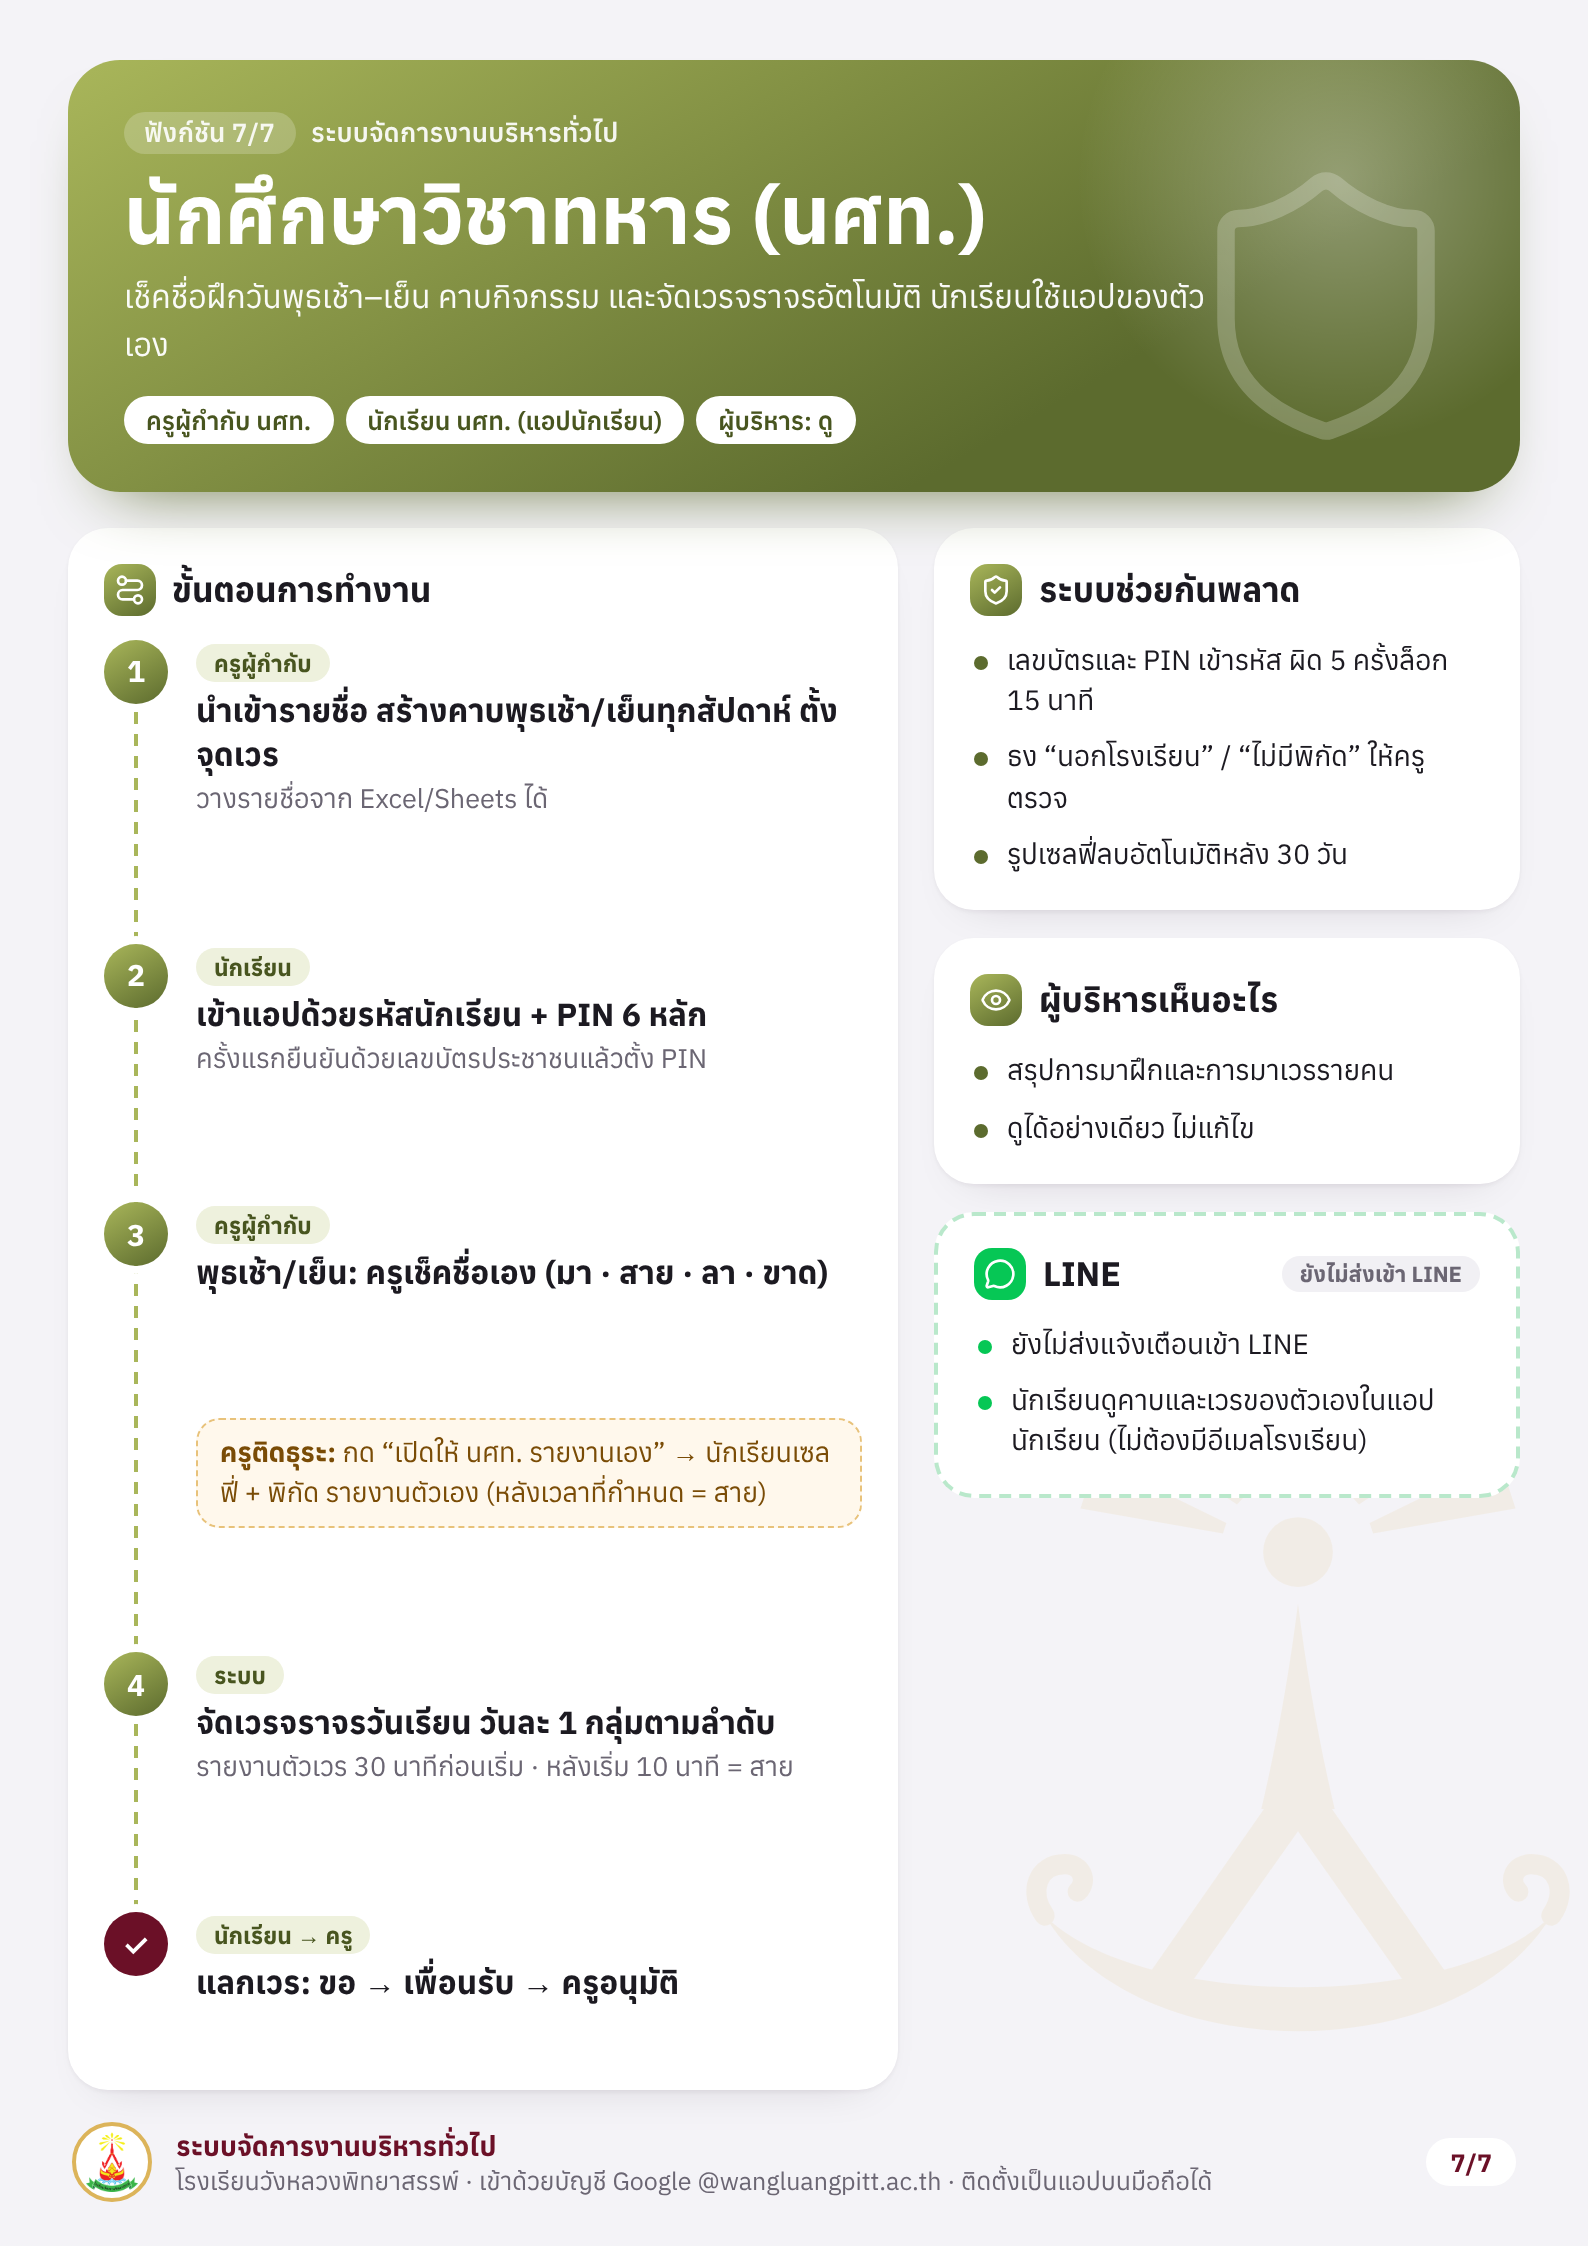 ฟังก์ชัน 7/7 ระบบจัดการงานบริหารทั่วไป
นักศึกษาวิชาทหาร (นศท.)
เช็คชื่อฝึกวันพุธเช้า–เย็น คาบกิจกรรม และจัดเวรจราจรอัตโนมัติ นักเรียนใช้แอปของตัว
เอง
ครูผู้กำกับ นศท. นักเรียน นศท. (แอปนักเรียน) ผู้บริหาร: ดู
ขั้นตอนการทำงาน
1
ครูผู้กำกับ
นำเข้ารายชื่อ สร้างคาบพุธเช้า/เย็นทุกสัปดาห์ ตั้ง
จุดเวร
วางรายชื่อจาก Excel/Sheets ได้
2
นักเรียน
เข้าแอปด้วยรหัสนักเรียน + PIN 6 หลัก
ครั้งแรกยืนยันด้วยเลขบัตรประชาชนแล้วตั้ง PIN
3
ครูผู้กำกับ
พุธเช้า/เย็น: ครูเช็คชื่อเอง (มา · สาย · ลา · ขาด)
ครูติดธุระ: กด “เปิดให้ นศท. รายงานเอง” → นักเรียนเซล
ฟี่ + พิกัด รายงานตัวเอง (หลังเวลาที่กำหนด = สาย)
4
ระบบ
จัดเวรจราจรวันเรียน วันละ 1 กลุ่มตามลำดับ
รายงานตัวเวร 30 นาทีก่อนเริ่ม · หลังเริ่ม 10 นาที = สาย
นักเรียน → ครู
แลกเวร: ขอ → เพื่อนรับ → ครูอนุมัติ
ระบบช่วยกันพลาด
เลขบัตรและ PIN เข้ารหัส ผิด 5 ครั้งล็อก
15 นาที
ธง “นอกโรงเรียน” / “ไม่มีพิกัด” ให้ครู
ตรวจ
รูปเซลฟี่ลบอัตโนมัติหลัง 30 วัน
ผู้บริหารเห็นอะไร
สรุปการมาฝึกและการมาเวรรายคน
ดูได้อย่างเดียว ไม่แก้ไข
LINE ยังไม่ส่งเข้า LINE
ยังไม่ส่งแจ้งเตือนเข้า LINE
นักเรียนดูคาบและเวรของตัวเองในแอป
นักเรียน (ไม่ต้องมีอีเมลโรงเรียน)
ระบบจัดการงานบริหารทั่วไป
โรงเรียนวังหลวงพิทยาสรรพ์ · เข้าด้วยบัญชี Google @wangluangpitt.ac.th · ติดตั้งเป็นแอปบนมือถือได้
7/7